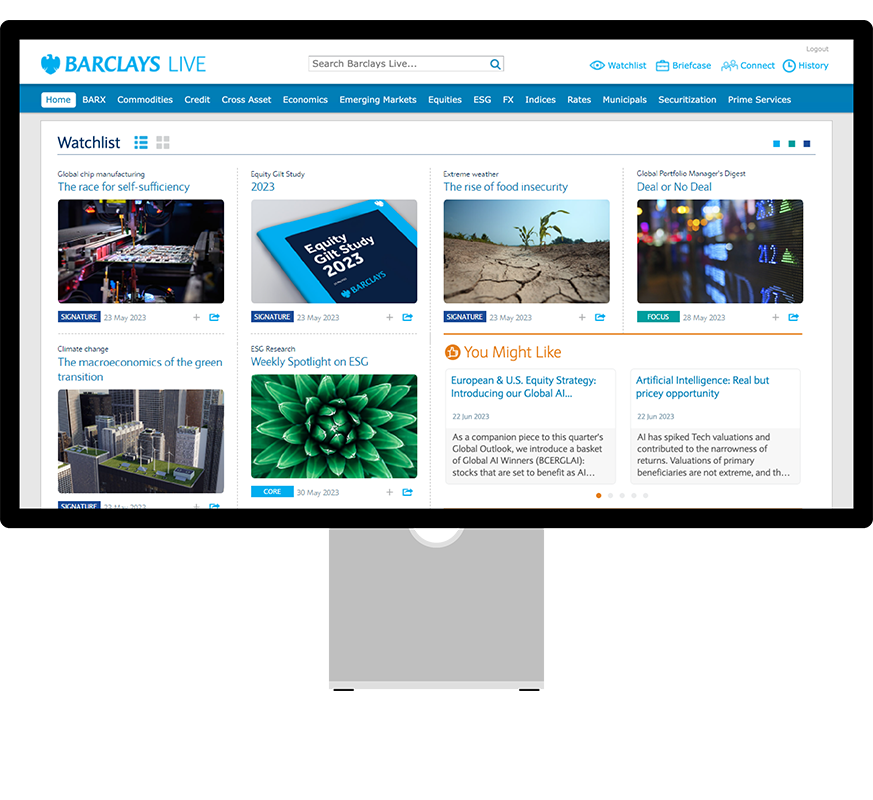 Logout
BARCLAYS LIVE
Search Barclays Live...
Watchlist
Briefcase
Connect
History
Home
BARX
Commodities
Credit
Cross Asset
Economics
Emerging Markets
Equities
ESG
FX
Indices
Rates
Municipals
Securitization
Prime Services
Watchlist
Global chip manufacturing
The race for self-sufficiency
SIGNATURE 23 May 2023
Equity Gilt Study
2023
Equity
Gilt Study
2023
BARCLAYS
SIGNATURE 23 May 2023
Extreme weather
The rise of food insecurity
SIGNATURE 23 May 2023
Global Portfolio Manager's Digest
Deal or No Deal
FOCUS 28 May 2023
Climate change
The macroeconomics of the green
transition
SIGNATURE 23 May 2023
ESG Research
Weekly Spotlight on ESG
CORE 30 May 2023
You Might Like
European & U.S. Equity Strategy:
Introducing our Global AI...
22 Jun 2023
As a companion piece to this quarter's
Global Outlook, we introduce a basket
of Global AI Winners (BCERGLAI):
stocks that are set to benefit as AI...
Artificial Intelligence: Real but
pricey opportunity
22 Jun 2023
AI has spiked Tech valuations and
contributed to the narrowness of
returns. Valuations of primary
beneficiaries are not extreme, and th...